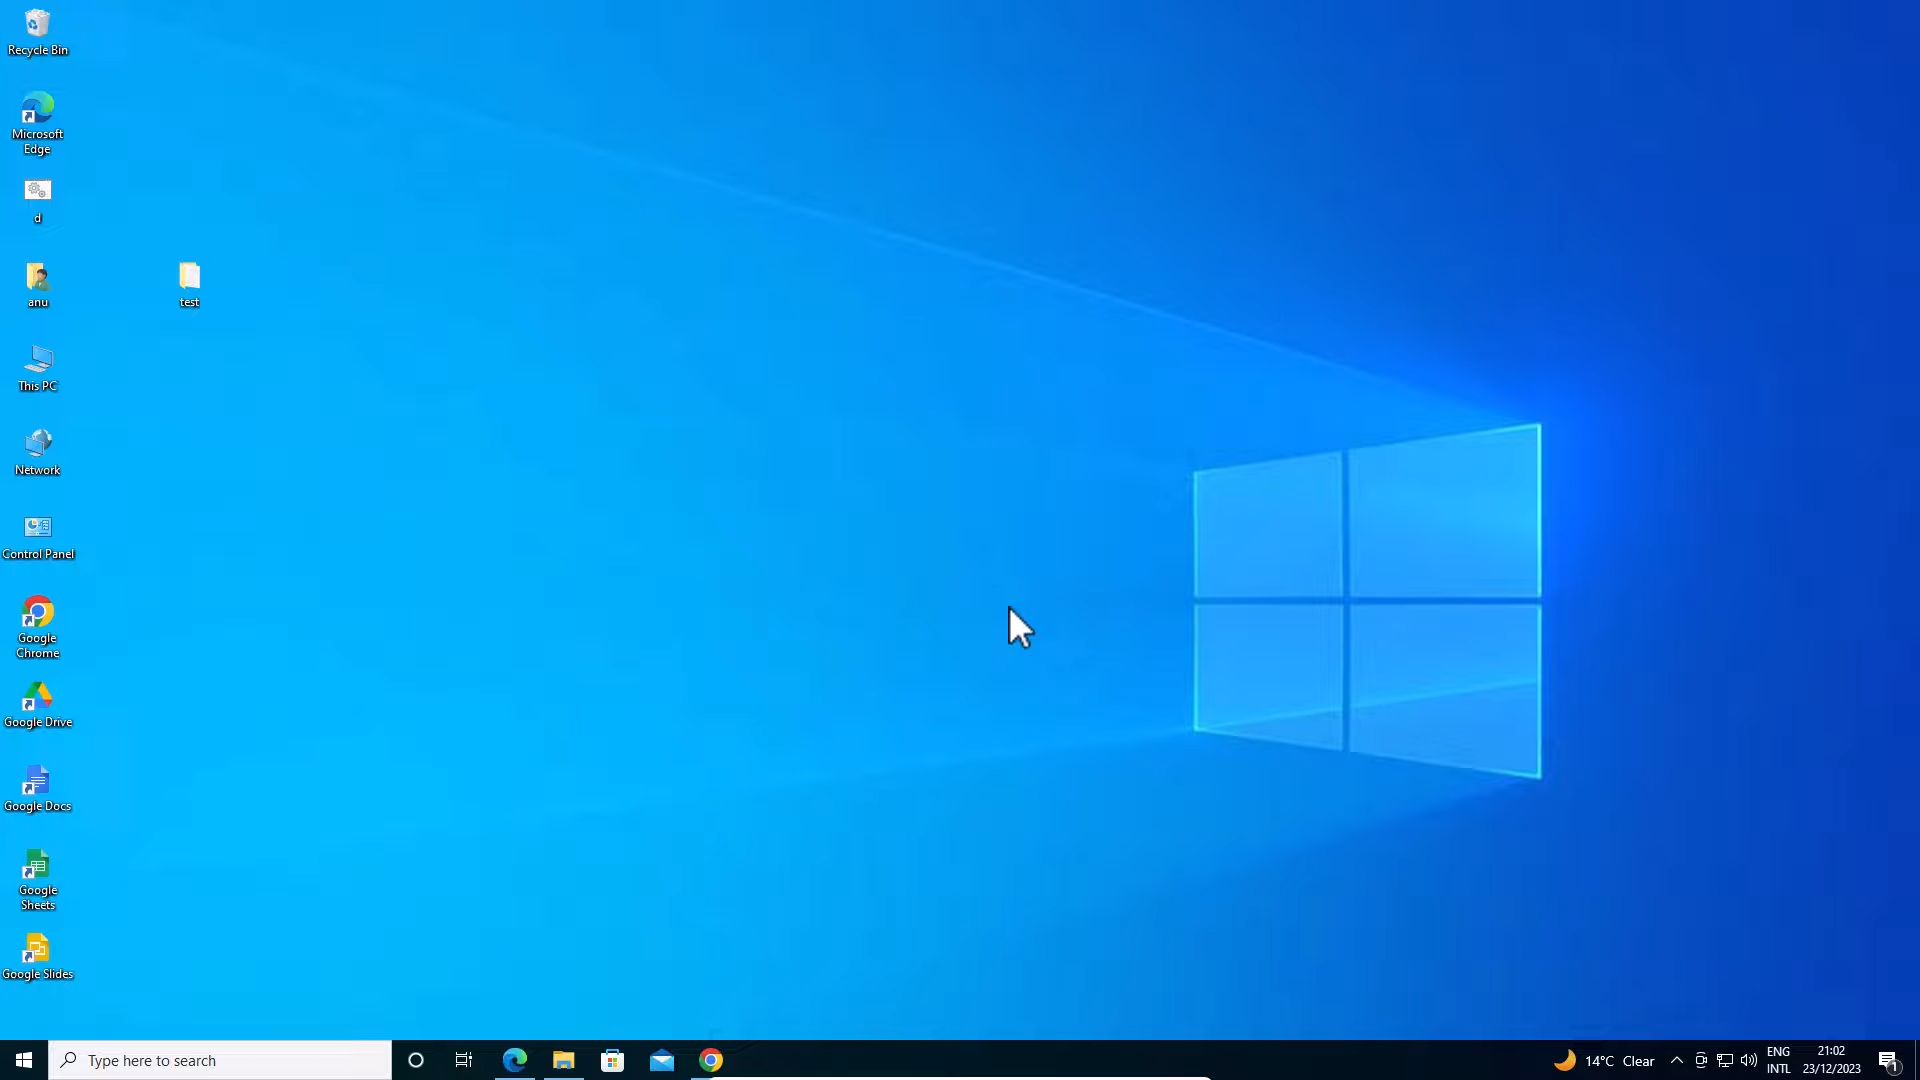 Recycle Bin
Microsoft
Edge
d
anu
test
This PC
Network
Control Panel
Google
Chrome
Google Drive
Google Docs
Google
Sheets
Google Slides
Type here to search
14°C Clear
ENG
INTL
21:02
23/12/2023
1